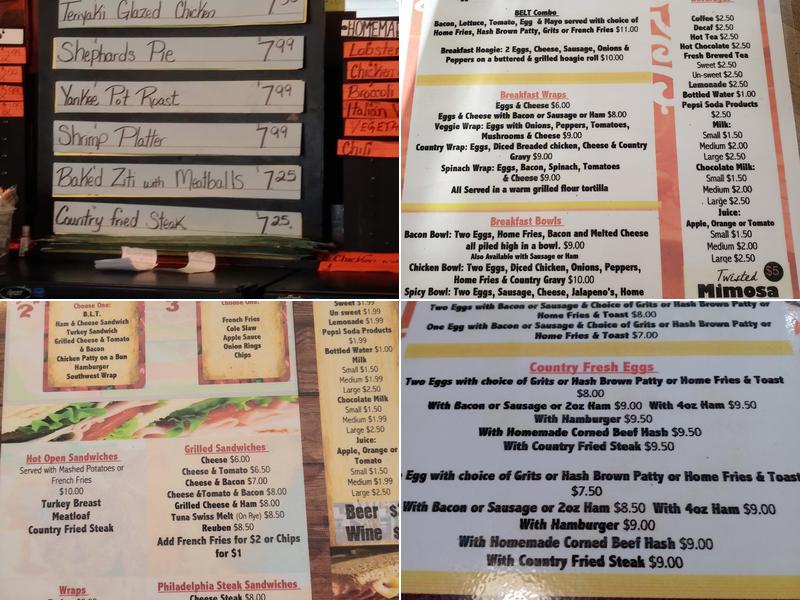 Teriyaki Glazed Chicken
Shephards Pie 7.99
Yankee Pot Roast 7.99
Shrimp Platter 7.99
Baked Ziti with Meatballs 7.25
Country fried Steak 7.25
HOMEMA
Lobster
Chicken
Broccoli
Italian
VEGETA
Chili
BELT Combo
Bacon, Lettuce, Tomato, Egg & Mayo served with choice of
Home Fries, Hash Brown Patty, Grits or French Fries $11.00
Breakfast Hoagie: 2 Eggs, Cheese, Sausage, Onions &
Peppers on a buttered & grilled hoagie roll $10.00
Breakfast Wraps
Eggs & Cheese $6.00
Eggs & Cheese with Bacon or Sausage or Ham $8.00
Veggie Wrap: Eggs with Onions, Peppers, Tomatoes,
Mushrooms & Cheese $9.00
Country Wrap: Eggs, Diced Breaded chicken, Cheese & Country
Gravy $9.00
Spinach Wrap: Eggs, Bacon, Spinach, Tomatoes
& Cheese $9.00
All Served in a warm grilled flour tortilla
Breakfast Bowls
Bacon Bowl: Two Eggs, Home Fries, Bacon and Melted Cheese
all piled high in a bowl. $9.00
Also Available with Sausage or Ham
Chicken Bowl: Two Eggs, Diced Chicken, Onions, Peppers,
Home Fries & Country Gravy $10.00
Spicy Bowl: Two Eggs, Sausage, Cheese, Jalapeno's, Home
Coffee $2.50
Decaf $2.50
Hot Tea $2.50
Hot Chocolate $2.50
Fresh Brewed Tea
Sweet $2.50
Un-sweet $2.50
Lemonade $2.50
Bottled Water $1.00
Pepsi Soda Products
$2.50
Milk:
Small $1.50
Medium $2.00
Large $2.50
Chocolate Milk:
Small $1.50
Medium $2.00
Large $2.50
Juice:
Apple, Orange or Tomato
Small $1.50
Medium $2.00
Large $2.50
Twisted $5
Mimosa
2
Choose One:
B.L.T.
Ham & Cheese Sandwich
Turkey Sandwich
Grilled Cheese & Tomato
& Bacon
Chicken Patty on a Bun
Hamburger
Southwest Wrap
3
Choose One:
French Fries
Cole Slaw
Apple Sauce
Onion Rings
Chips
Sweet $1.99
Un sweet $1.99
Lemonade $1.99
Pepsi Soda Products
$1.99
Bottled Water $1.00
Milk
Small $1.50
Medium $1.99
Large $2.50
Chocolate Milk
Small $1.50
Medium $1.99
Large $2.50
Juice:
Apple, Orange or
Tomato
Small $1.50
Medium $1.99
Large $2.50
Beer $
Wine $
Hot Open Sandwiches
Served with Mashed Potatoes or
French Fries
$10.00
Turkey Breast
Meatloaf
Country Fried Steak
Wraps
Grilled Sandwiches
Cheese $6.00
Cheese & Tomato $6.50
Cheese & Bacon $7.00
Cheese &Tomato & Bacon $8.00
Grilled Cheese & Ham $8.00
Tuna Swiss Melt (On Rye) $8.50
Reuben $8.50
Add French Fries for $2 or Chips
for $1
Philadelphia Steak Sandwiches
Cheese Steak $8.00
Two Eggs with Bacon or Sausage & Choice of Grits or Hash Brown Patty or
Home Fries & Toast $8.00
One Egg with Bacon or Sausage & Choice of Grits or Hash Brown Patty or
Home Fries & Toast $7.00
Country Fresh Eggs
Two Eggs with choice of Grits or Hash Brown Patty or Home Fries & Toast
$8.00
With Bacon or Sausage or 2oz Ham $9.00 With 4oz Ham $9.50
With Hamburger $9.50
With Homemade Corned Beef Hash $9.50
With Country Fried Steak $9.50
Egg with choice of Grits or Hash Brown Patty or Home Fries & Toast
$7.50
With Bacon or Sausage or 2oz Ham $8.50 With 4oz Ham $9.00
With Hamburger $9.00
With Homemade Corned Beef Hash $9.00
With Country Fried Steak $9.00